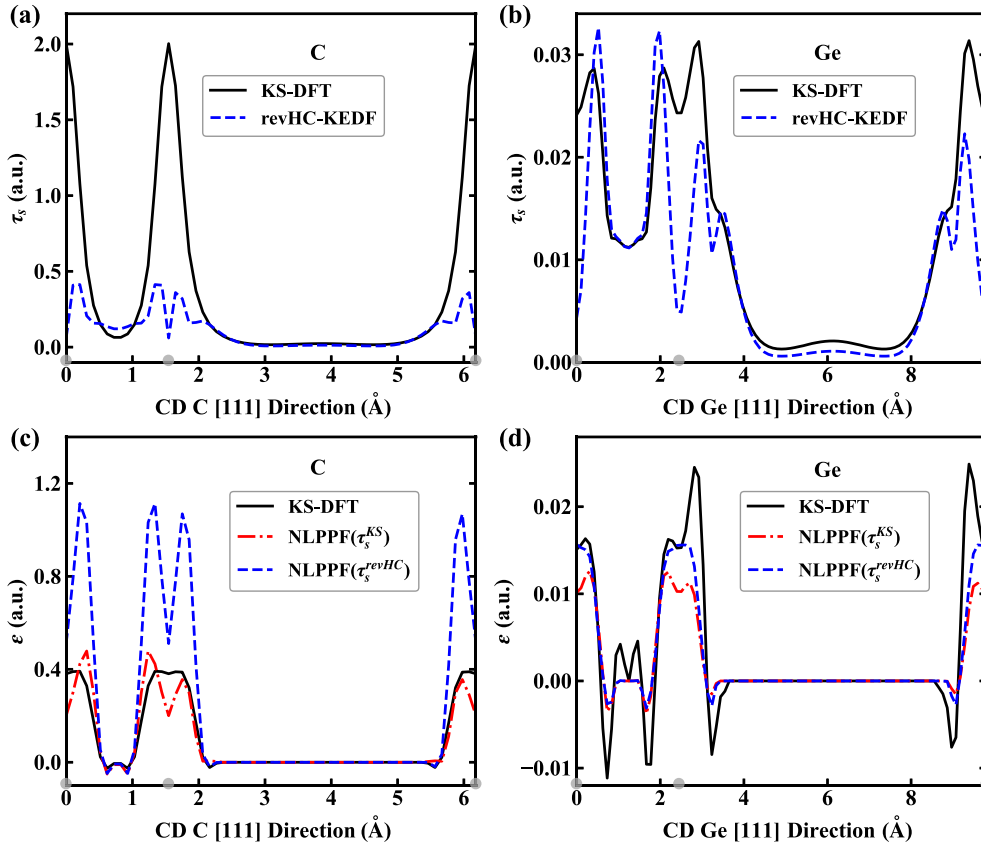 (a)
C
KS-DFT
revHC-KEDF
2.0
1.5
1.0
0.5
0.0
τs (a.u.)
0 1 2 3 4 5 6
CD C [111] Direction (Å)
(b)
Ge
KS-DFT
revHC-KEDF
0.03
0.02
0.01
0.00
τs (a.u.)
0 2 4 6 8
CD Ge [111] Direction (Å)
(c)
C
KS-DFT
NLPPF(τsKS)
NLPPF(τsrevHC)
1.2
0.8
0.4
0.0
ε (a.u.)
0 1 2 3 4 5 6
CD C [111] Direction (Å)
(d)
Ge
KS-DFT
NLPPF(τsKS)
NLPPF(τsrevHC)
0.02
0.01
0.00
−0.01
ε (a.u.)
0 2 4 6 8
CD Ge [111] Direction (Å)